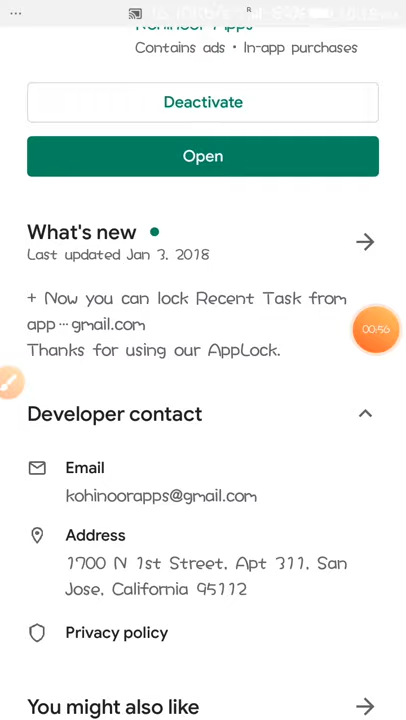 Contains ads • In-app purchases
Deactivate
Open
What's new
Last updated Jan 3, 2018
+ Now you can lock Recent Task from
app···gmail.com
Thanks for using our AppLock.
00:56
Developer contact
Email
kohinoorapps@gmail.com
Address
1700 N 1st Street, Apt 311, San
Jose, California 95112
Privacy policy
You might also like